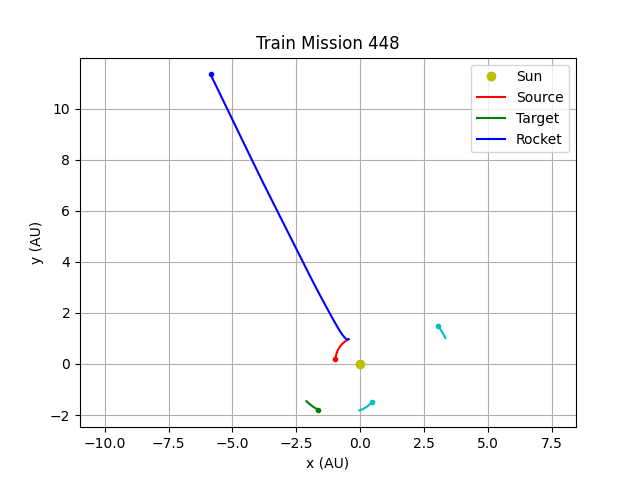 Train Mission 448
Sun
Source
Target
Rocket
y (AU)
10
8
6
4
2
0
−2
−10.0 −7.5 −5.0 −2.5 0.0 2.5 5.0 7.5
x (AU)